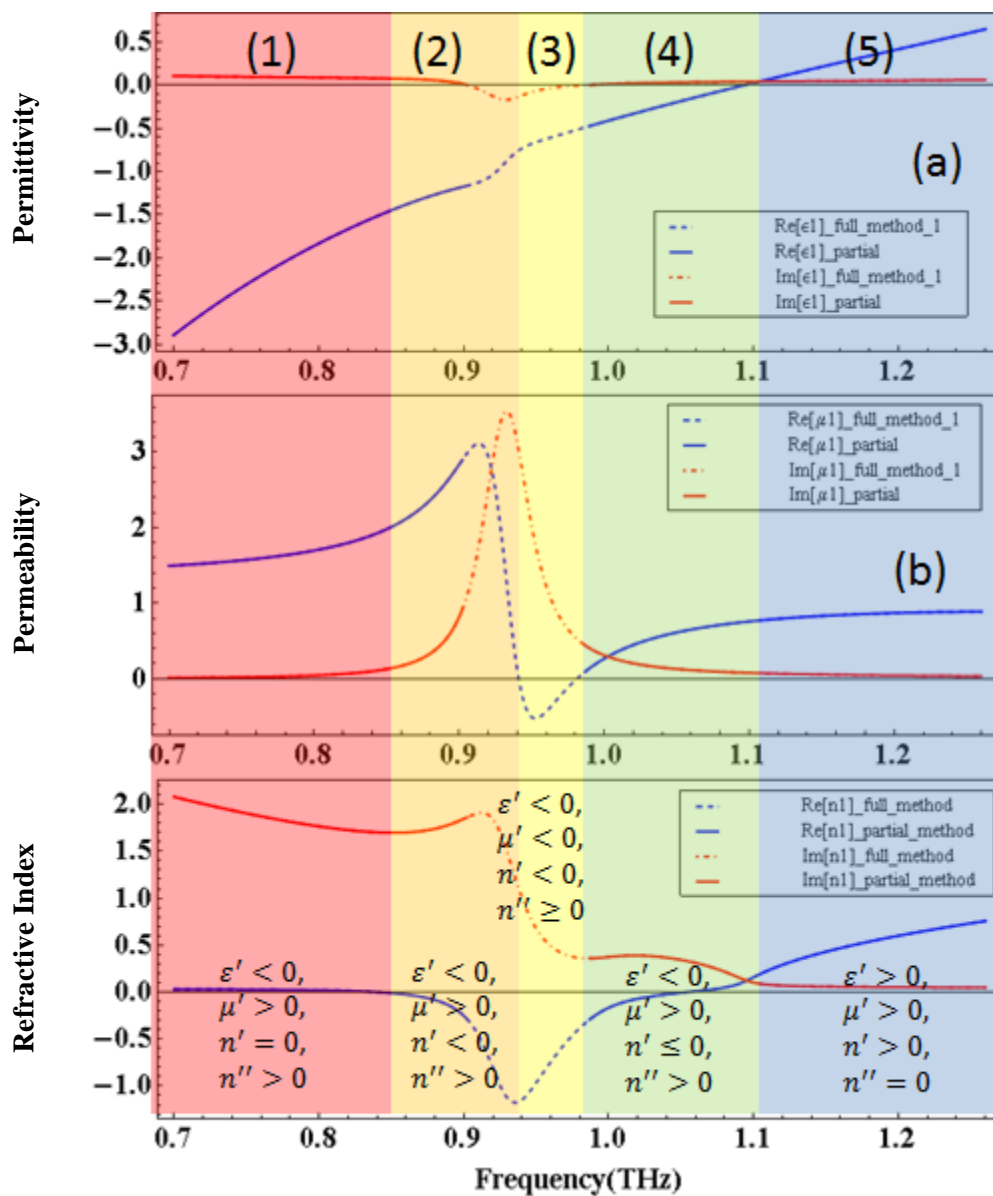 (1) (2) (3) (4) (5)
0.5
0.0
−0.5
−1.0
−1.5
−2.0
−2.5
−3.0
Permittivity
(a)
Re[ϵ1]_full_method_1
Re[ϵ1]_partial
Im[ϵ1]_full_method_1
Im[ϵ1]_partial
0.7 0.8 0.9 1.0 1.1 1.2
3
2
1
0
Permeability
Re[μ1]_full_method_1
Re[μ1]_partial
Im[μ1]_full_method_1
Im[μ1]_partial
(b)
0.7 0.8 0.9 1.0 1.1 1.2
2.0
1.5
1.0
0.5
0.0
−0.5
−1.0
Refractive Index
Re[n1]_full_method
Re[n1]_partial_method
Im[n1]_full_method
Im[n1]_partial_method
ε′ < 0,
μ′ < 0,
n′ < 0,
n′′ ≥ 0
ε′ < 0,
μ′ > 0,
n′ = 0,
n′′ > 0
ε′ < 0,
μ′ > 0,
n′ < 0,
n′′ > 0
ε′ < 0,
μ′ > 0,
n′ ≤ 0,
n′′ > 0
ε′ > 0,
μ′ > 0,
n′ > 0,
n′′ = 0
0.7 0.8 0.9 1.0 1.1 1.2
Frequency(THz)